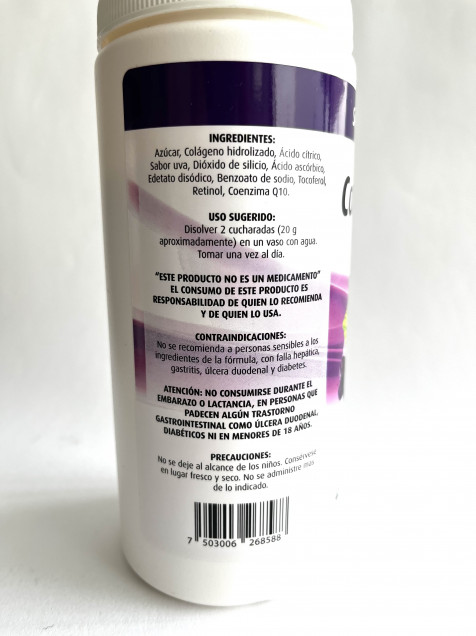 INGREDIENTES:
Azúcar, Colágeno hidrolizado, Ácido cítrico,
Sabor uva, Dióxido de silicio, Ácido ascórbico,
Edetato disódico, Benzoato de sodio, Tocoferol,
Retinol, Coenzima Q10.
USO SUGERIDO:
Disolver 2 cucharadas (20 g
aproximadamente) en un vaso con agua.
Tomar una vez al día.
"ESTE PRODUCTO NO ES UN MEDICAMENTO"
EL CONSUMO DE ESTE PRODUCTO ES
RESPONSABILIDAD DE QUIEN LO RECOMIENDA
Y DE QUIEN LO USA.
CONTRAINDICACIONES:
No se recomienda a personas sensibles a los
ingredientes de la fórmula, con falla hepática,
gastritis, úlcera duodenal y diabetes.
ATENCIÓN: NO CONSUMIRSE DURANTE EL
EMBARAZO O LACTANCIA, EN PERSONAS QUE
PADECEN ALGÚN TRASTORNO
GASTROINTESTINAL COMO ÚLCERA DUODENAL,
DIABÉTICOS NI EN MENORES DE 18 AÑOS.
PRECAUCIONES:
No se deje al alcance de los niños. Consérvese
en lugar fresco y seco. No se administre más
de lo indicado.
7 503006 268588